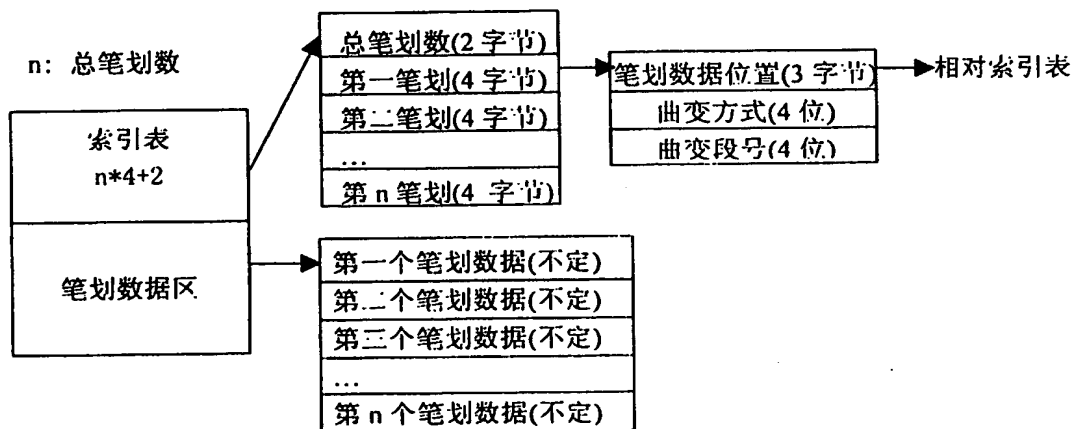 n: 总笔划数
索引表
n*4+2
笔划数据区
总笔划数(2字节)
第一笔划(4字节)
第二笔划(4字节)
...
第n笔划(4 字节)
笔划数据位置(3字节)
曲变方式(4位)
曲变段号(4位)
相对索引表
第一个笔划数据(不定)
第二个笔划数据(不定)
第三个笔划数据(不定)
...
第n个笔划数据(不定)